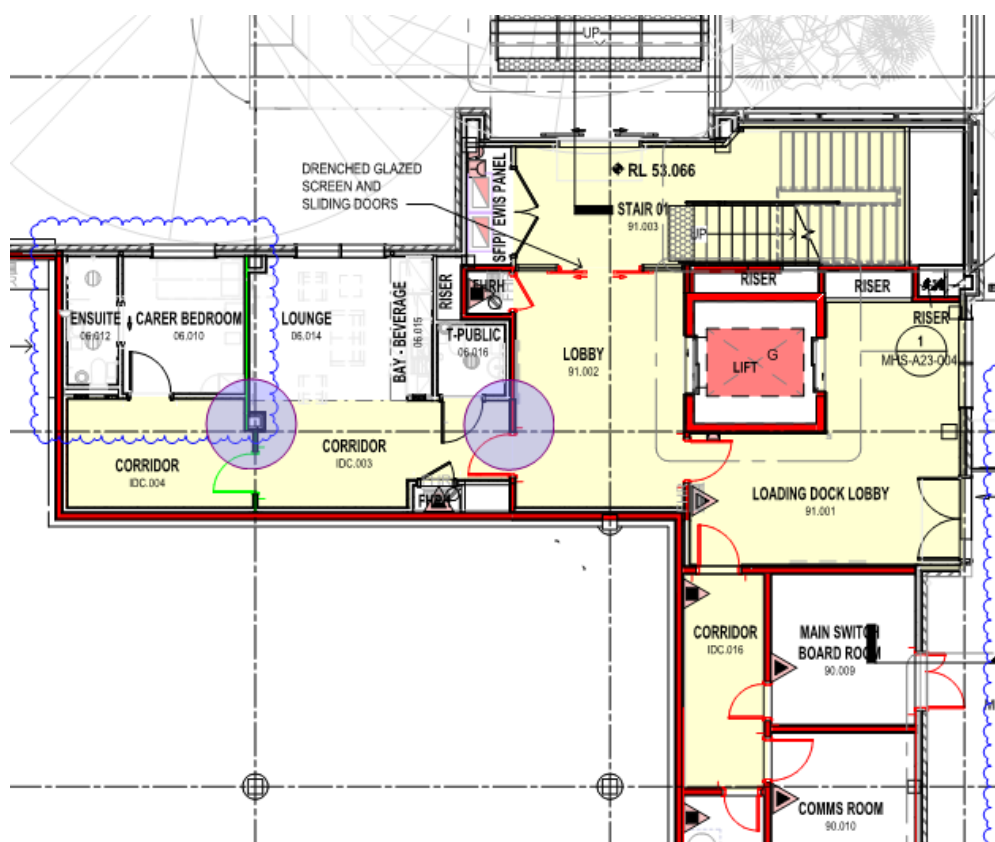 UP
DRENCHED GLAZED
SCREEN AND
SLIDING DOORS
SFIP
EWIS PANEL
RL 53.066
STAIR 01
91.003
UP
ENSUITE
06.012
CARER BEDROOM
06.010
LOUNGE
06.014
BAY - BEVERAGE
06.015
RISER
FHRH
T-PUBLIC
06.016
LOBBY
91.002
RISER
RISER
RISER
LIFT
G
1
MHS-A23-004
CORRIDOR
IDC.004
CORRIDOR
IDC.003
FHRH
LOADING DOCK LOBBY
91.001
CORRIDOR
IDC.016
MAIN SWITCH
BOARD ROOM
90.009
COMMS ROOM
90.010